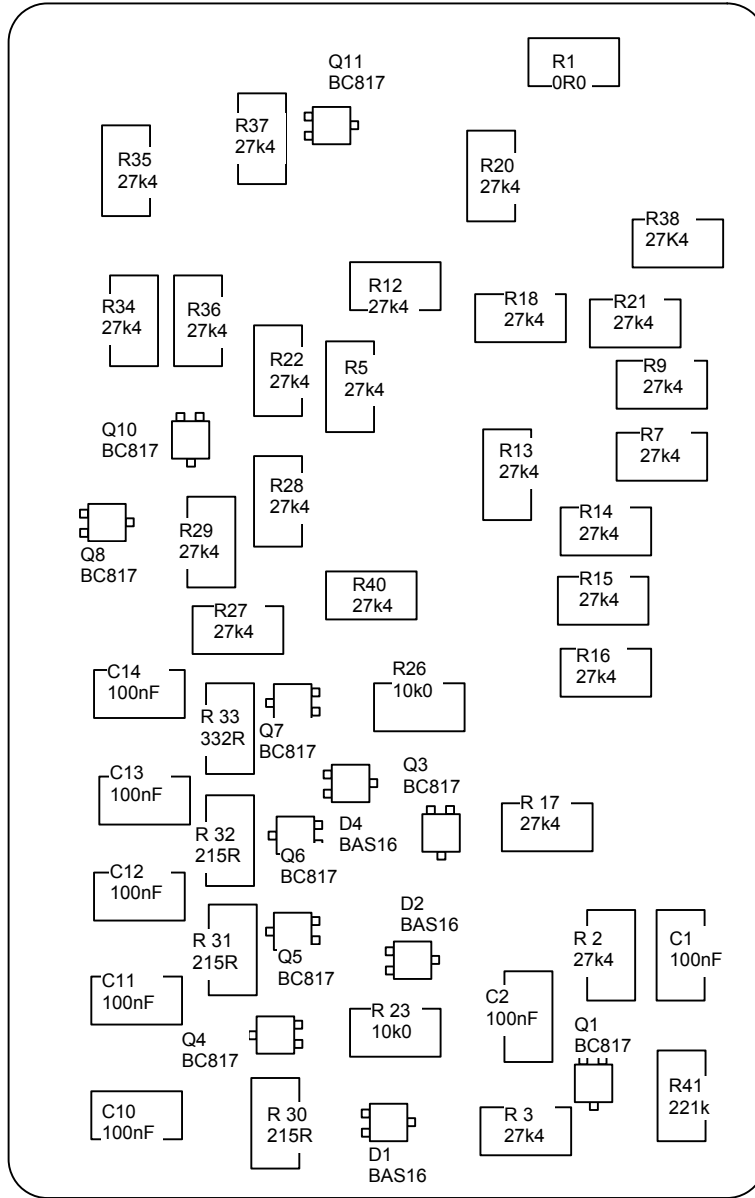 Q11
BC817
R1
0R0
R37
27k4
R35
27k4
R20
27k4
R38
27K4
R12
27k4
R18
27k4
R21
27k4
R34
27k4
R36
27k4
R22
27k4
R5
27k4
R9
27k4
Q10
BC817
R13
27k4
R7
27k4
R28
27k4
R14
27k4
R29
27k4
Q8
BC817
R40
27k4
R15
27k4
R27
27k4
R16
27k4
C14
100nF
R26
10k0
R 33
332R
Q7
BC817
Q3
BC817
C13
100nF
R 17
27k4
R 32
215R
D4
BAS16
Q6
BC817
C12
100nF
D2
BAS16
R 31
215R
R 2
27k4
C1
100nF
Q5
BC817
C11
100nF
C2
100nF
R 23
10k0
Q4
BC817
Q1
BC817
R41
221k
C10
100nF
R 30
215R
R 3
27k4
D1
BAS16